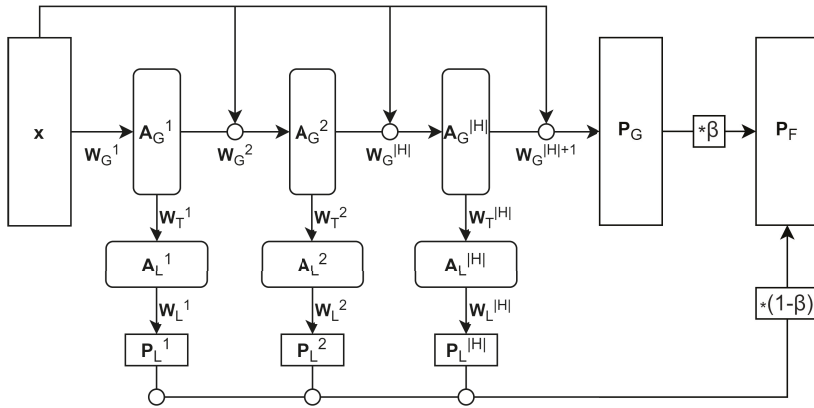 x
W_G^1
A_G^1
W_G^2
A_G^2
W_G^|H|
A_G^|H|
W_G^|H|+1
P_G
*β
P_F
W_T^1
W_T^2
W_T^|H|
A_L^1
A_L^2
A_L^|H|
*(1-β)
W_L^1
W_L^2
W_L^|H|
P_L^1
P_L^2
P_L^|H|